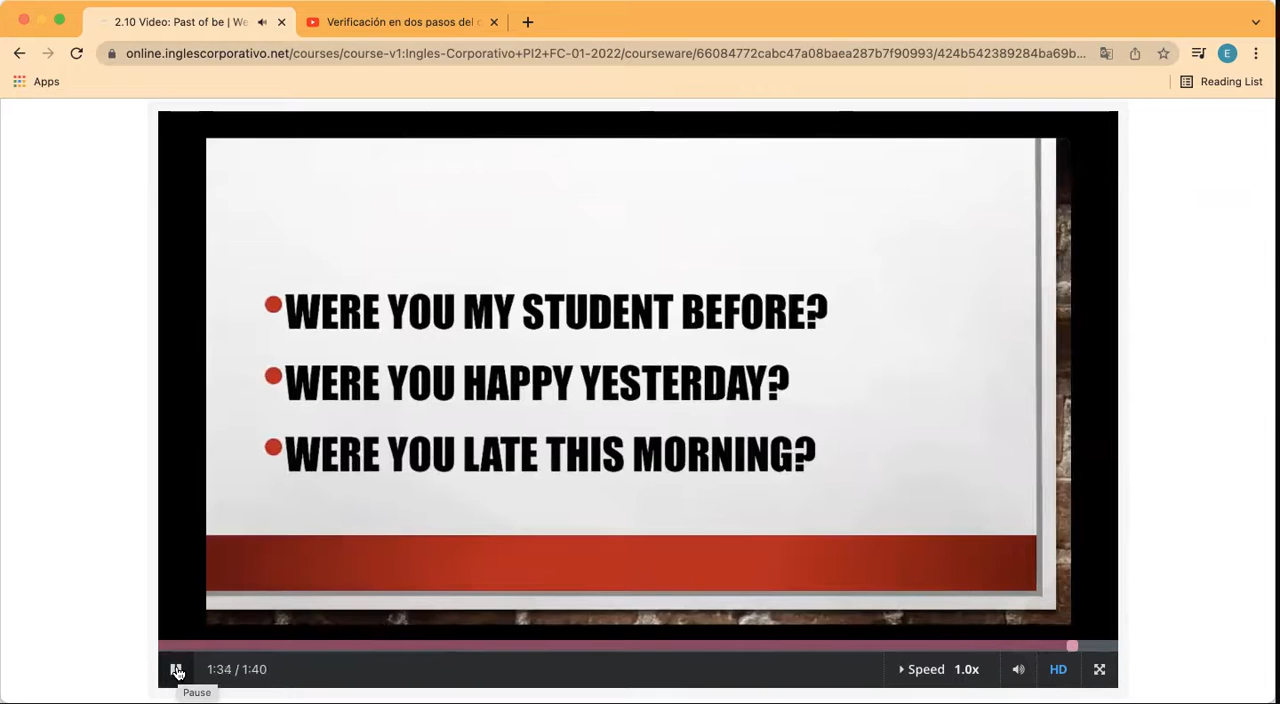 2.10 Video: Past of be | We
Verificación en dos pasos del c
online.inglescorporativo.net/courses/course-v1:Ingles-Corporativo+PI2+FC-01-2022/courseware/66084772cabc47a08baea287b7f90993/424b542389284ba69b...
E
Apps
Reading List
WERE YOU MY STUDENT BEFORE?
WERE YOU HAPPY YESTERDAY?
WERE YOU LATE THIS MORNING?
1:34 / 1:40
Speed 1.0x
HD
Pause